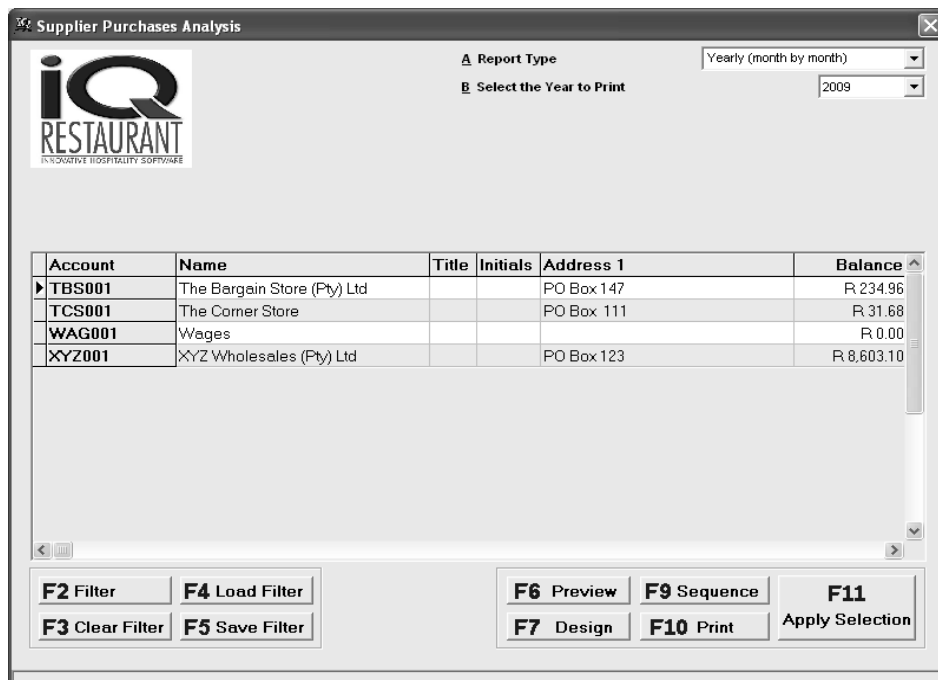 Supplier Purchases Analysis
A Report Type Yearly (month by month)
B Select the Year to Print 2009
iQ
RESTAURANT
INNOVATIVE HOSPITALITY SOFTWARE
Account Name Title Initials Address 1 Balance
TBS001 The Bargain Store (Pty) Ltd PO Box 147 R 234.96
TCS001 The Corner Store PO Box 111 R 31.68
WAG001 Wages R 0.00
XYZ001 XYZ Wholesales (Pty) Ltd PO Box 123 R 8,603.10
F2 Filter F4 Load Filter F6 Preview F9 Sequence F11
Apply Selection
F3 Clear Filter F5 Save Filter F7 Design F10 Print